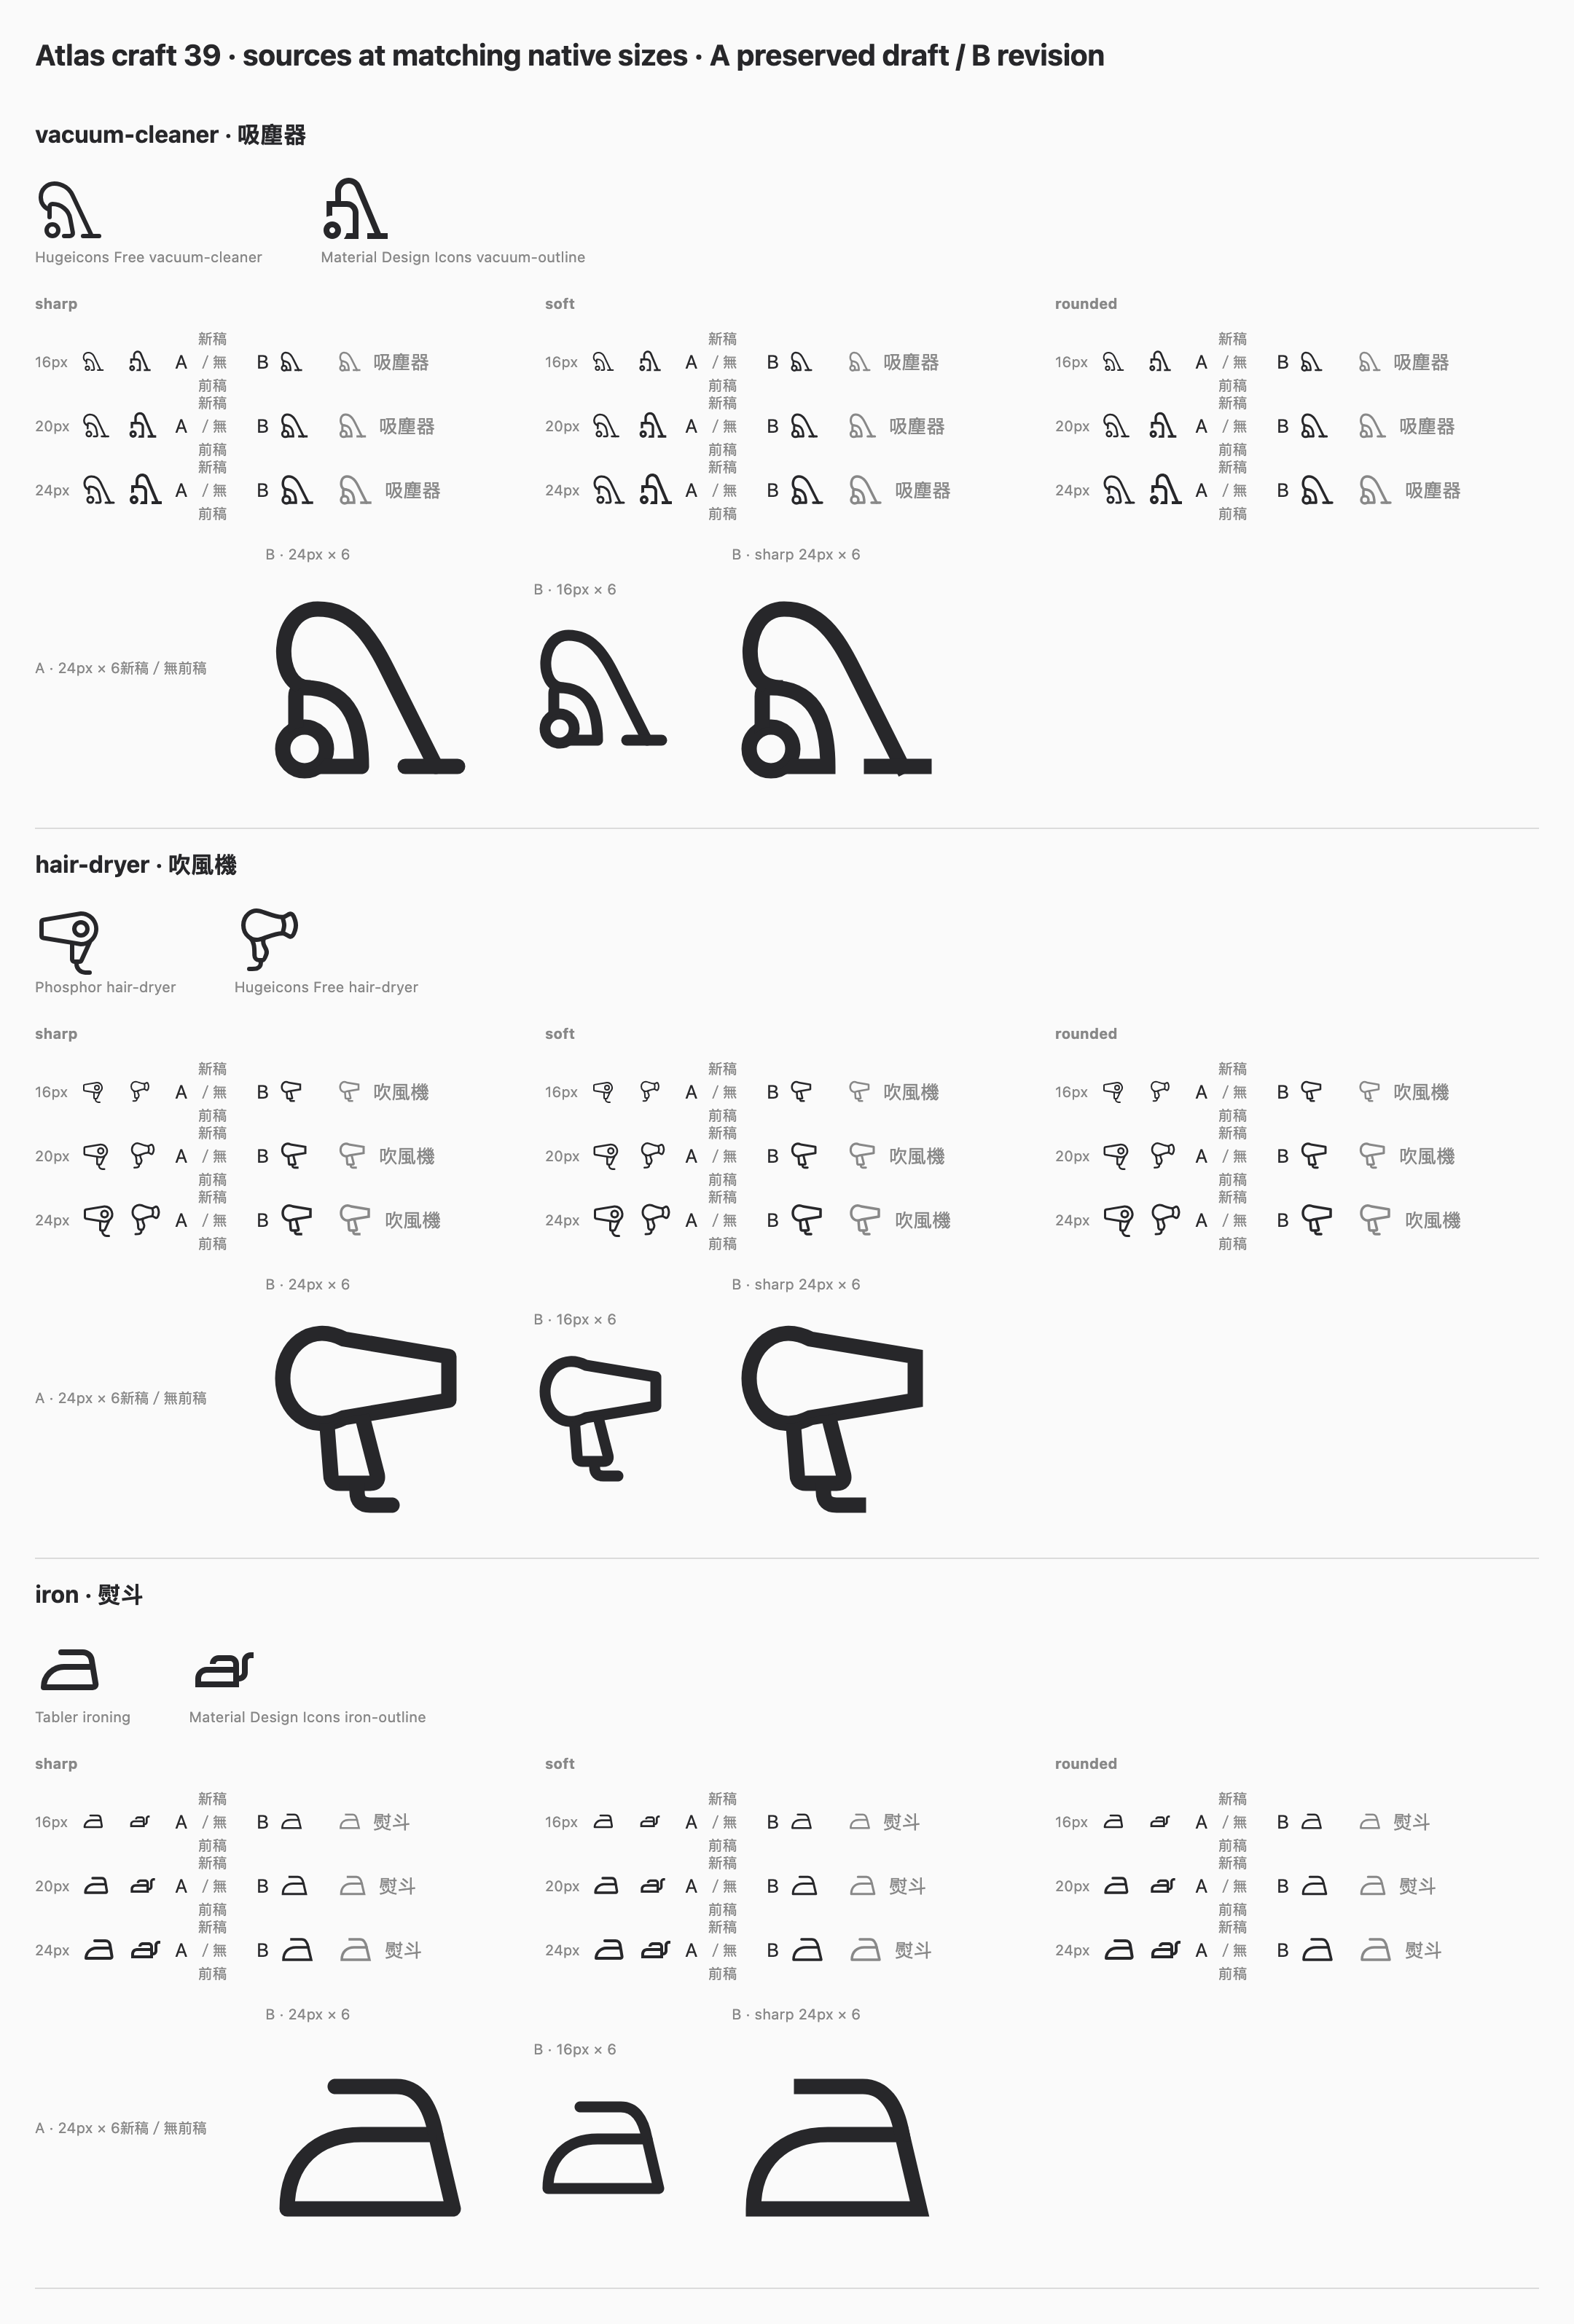 Atlas craft 39 · sources at matching native sizes · A preserved draft / B revision
vacuum-cleaner · 吸塵器
Hugeicons Free vacuum-cleaner
Material Design Icons vacuum-outline
sharp
16px A 新稿 / 無前稿 B 吸塵器
20px A 新稿 / 無前稿 B 吸塵器
24px A 新稿 / 無前稿 B 吸塵器
soft
16px A 新稿 / 無前稿 B 吸塵器
20px A 新稿 / 無前稿 B 吸塵器
24px A 新稿 / 無前稿 B 吸塵器
rounded
16px A 新稿 / 無前稿 B 吸塵器
20px A 新稿 / 無前稿 B 吸塵器
24px A 新稿 / 無前稿 B 吸塵器
A · 24px × 6新稿 / 無前稿
B · 24px × 6
B · 16px × 6
B · sharp 24px × 6
hair-dryer · 吹風機
Phosphor hair-dryer
Hugeicons Free hair-dryer
sharp
16px A 新稿 / 無前稿 B 吹風機
20px A 新稿 / 無前稿 B 吹風機
24px A 新稿 / 無前稿 B 吹風機
soft
16px A 新稿 / 無前稿 B 吹風機
20px A 新稿 / 無前稿 B 吹風機
24px A 新稿 / 無前稿 B 吹風機
rounded
16px A 新稿 / 無前稿 B 吹風機
20px A 新稿 / 無前稿 B 吹風機
24px A 新稿 / 無前稿 B 吹風機
A · 24px × 6新稿 / 無前稿
B · 24px × 6
B · 16px × 6
B · sharp 24px × 6
iron · 熨斗
Tabler ironing
Material Design Icons iron-outline
sharp
16px A 新稿 / 無前稿 B 熨斗
20px A 新稿 / 無前稿 B 熨斗
24px A 新稿 / 無前稿 B 熨斗
soft
16px A 新稿 / 無前稿 B 熨斗
20px A 新稿 / 無前稿 B 熨斗
24px A 新稿 / 無前稿 B 熨斗
rounded
16px A 新稿 / 無前稿 B 熨斗
20px A 新稿 / 無前稿 B 熨斗
24px A 新稿 / 無前稿 B 熨斗
A · 24px × 6新稿 / 無前稿
B · 24px × 6
B · 16px × 6
B · sharp 24px × 6